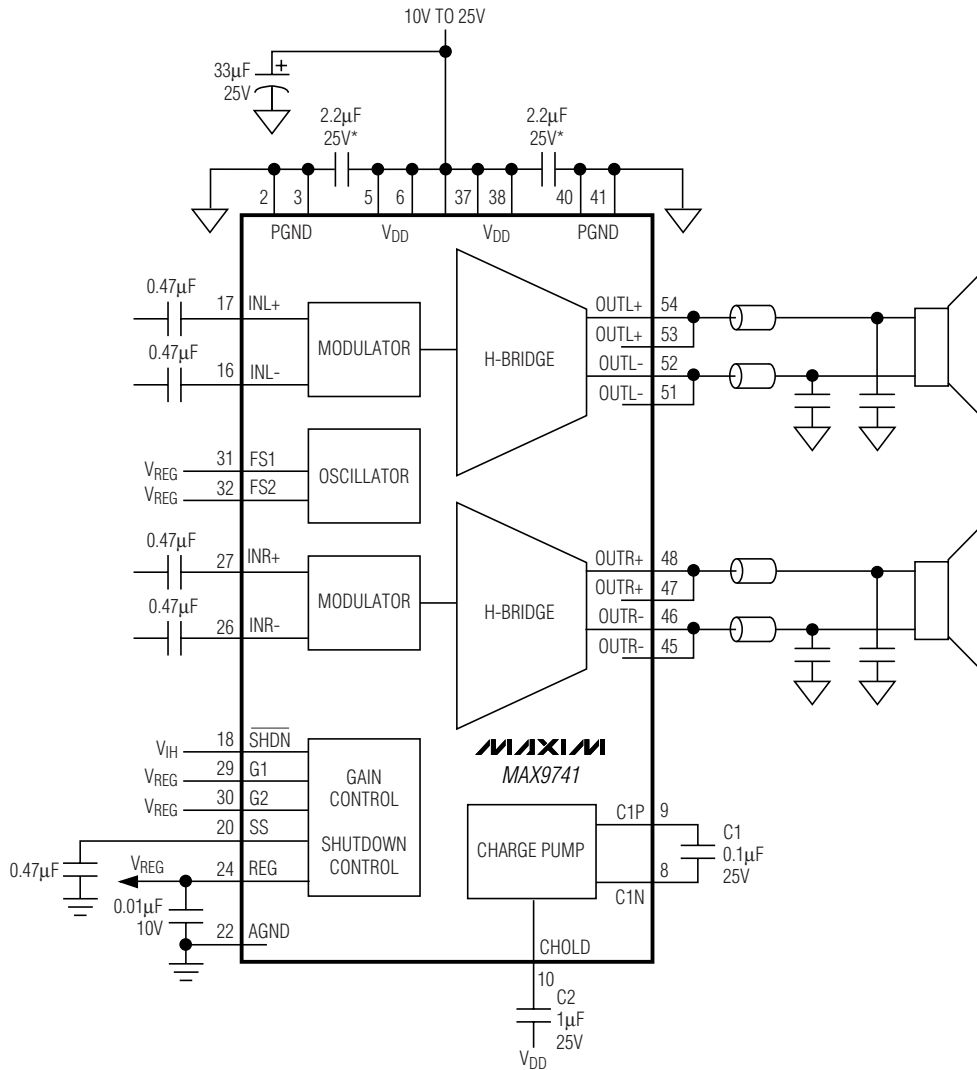 10V TO 25V
33µF
25V
+
2.2µF
25V*
2.2µF
25V*
2
3
5
6
37
38
40
41
PGND
VDD
VDD
PGND
0.47µF
17
INL+
0.47µF
16
INL-
MODULATOR
H-BRIDGE
OUTL+
54
OUTL+
53
OUTL-
52
OUTL-
51
VREG
31
FS1
VREG
32
FS2
OSCILLATOR
0.47µF
27
INR+
0.47µF
26
INR-
MODULATOR
H-BRIDGE
OUTR+
48
OUTR+
47
OUTR-
46
OUTR-
45
VIH
18
SHDN
VREG
29
G1
VREG
30
G2
20
SS
0.47µF
VREG
24
REG
0.01µF
10V
22
AGND
GAIN
CONTROL
SHUTDOWN
CONTROL
MAXIM
MAX9741
CHARGE PUMP
C1P
9
C1
0.1µF
25V
8
C1N
CHOLD
10
C2
1µF
25V
VDD